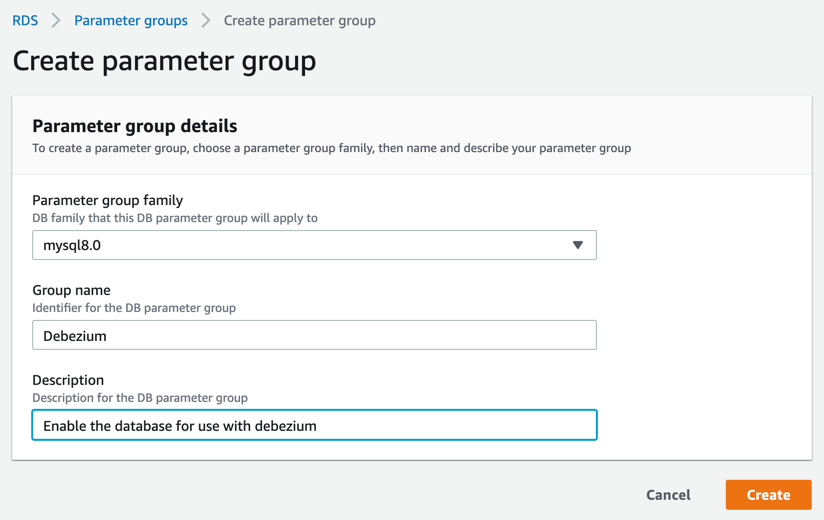 RDS > Parameter groups > Create parameter group
Create parameter group
Parameter group details
To create a parameter group, choose a parameter group family, then name and describe your parameter group
Parameter group family
DB family that this DB parameter group will apply to
mysql8.0
Group name
Identifier for the DB parameter group
Debezium
Description
Description for the DB parameter group
Enable the database for use with debezium
Cancel Create